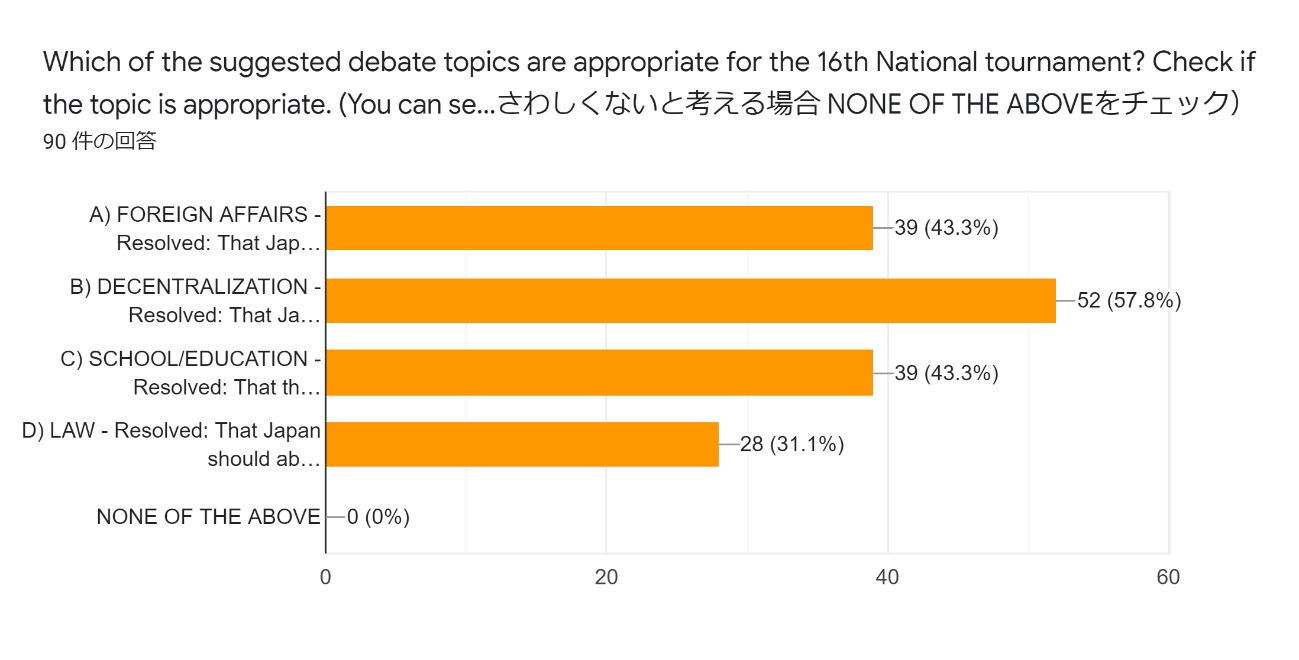 Which of the suggested debate topics are appropriate for the 16th National tournament? Check if
the topic is appropriate. (You can se...さわしくないと考える場合 NONE OF THE ABOVEをチェック）
90 件の回答
A) FOREIGN AFFAIRS -
Resolved: That Jap…
39 (43.3%)
B) DECENTRALIZATION -
Resolved: That Ja…
52 (57.8%)
C) SCHOOL/EDUCATION -
Resolved: That th…
39 (43.3%)
D) LAW - Resolved: That Japan
should ab…
28 (31.1%)
NONE OF THE ABOVE
0 (0%)
0
20
40
60